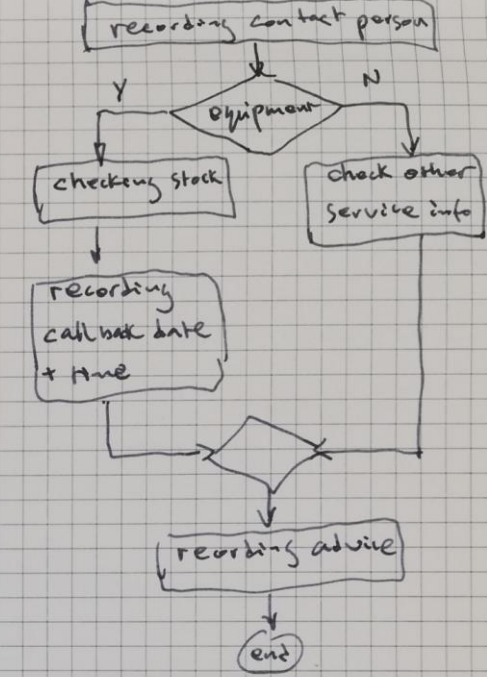 recording contact person
Y
N
equipment
checking stock
check other
service info
recording
call back date
+ time
recording advice
end